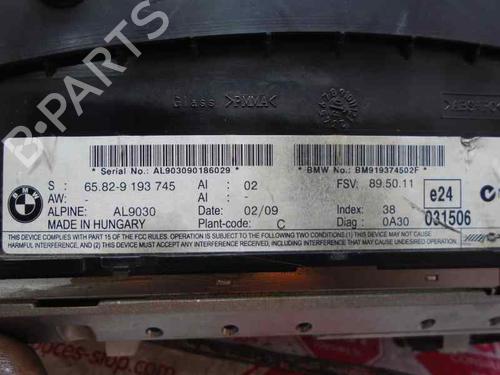 Glass >PMMA<
* Serial No.: AL903090186029 *
* BMW No.: BM919374502F *
BMW
S : 65.82-9 193 745 AI : 02 FSV: 89.50.11
AW: - AI : - e24
ALPINE: AL9030 Date: 02/09 Index: 38 031506
MADE IN HUNGARY Plant-code: C Diag: 0A30
THIS DEVICE COMPLIES WITH PART 15 OF THE FCC RULES. OPERATION IS SUBJECT TO THE FOLLOWING TWO CONDITIONS: (1) THIS DEVICE MAY NOT CAUSE
HARMFUL INTERFERENCE, AND (2) THIS DEVICE MUST ACCEPT ANY INTERFERENCE RECEIVED, INCLUDING INTERFERENCE THAT MAY CAUSE UNDESIRED OPERATION.
B-PARTS